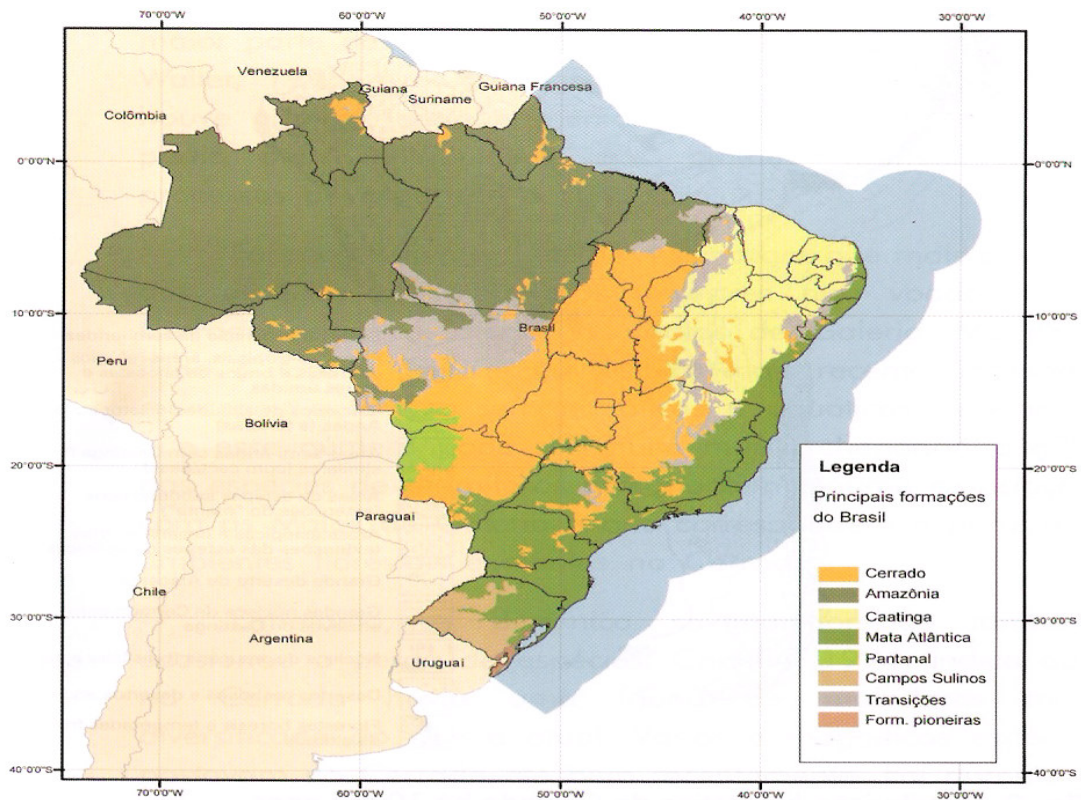 70°0'0"W
60°0'0"W
50°0'0"W
40°0'0"W
30°0'0"W
Venezuela
Guiana
Guiana Francesa
Suriname
Colômbia
0°0'0"N
0°0'0"N
10°0'0"S
Brasil
10°0'0"S
Peru
Bolívia
20°0'0"S
20°0'0"S
Paraguai
Chile
30°0'0"S
30°0'0"S
Argentina
Uruguai
40°0'0"S
40°0'0"S
70°0'0"W
60°0'0"W
50°0'0"W
40°0'0"W
30°0'0"W
Legenda
Principais formações
do Brasil
Cerrado
Amazônia
Caatinga
Mata Atlântica
Pantanal
Campos Sulinos
Transições
Form. pioneiras